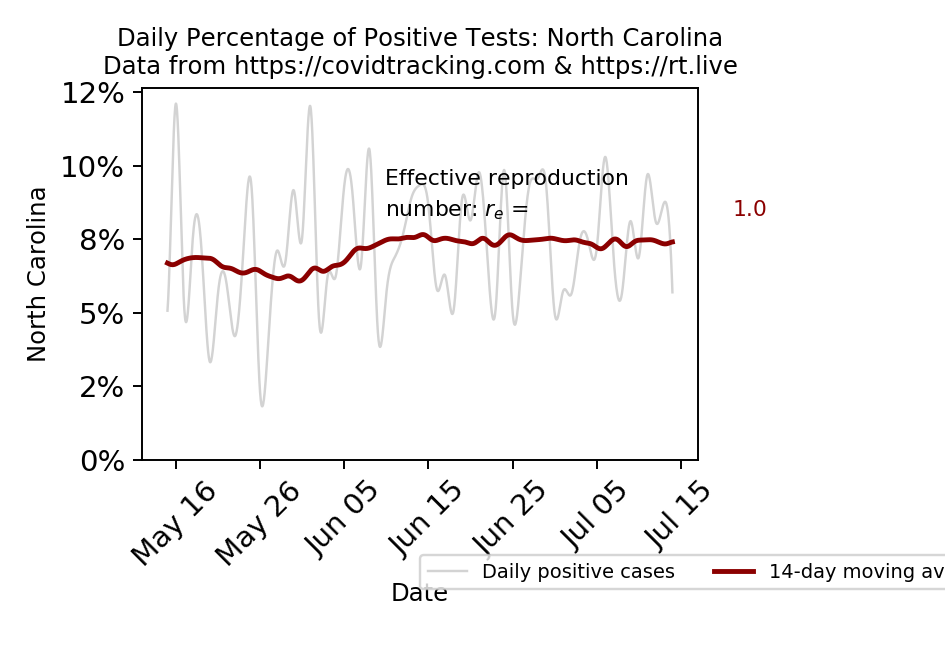 Daily Percentage of Positive Tests: North Carolina
Data from https://covidtracking.com & https://rt.live
12%
10%
8%
5%
2%
0%
North Carolina
Effective reproduction
number: rₑ = 1.0
May 16
May 26
Jun 05
Jun 15
Jun 25
Jul 05
Jul 15
Date
Daily positive cases
14-day moving av